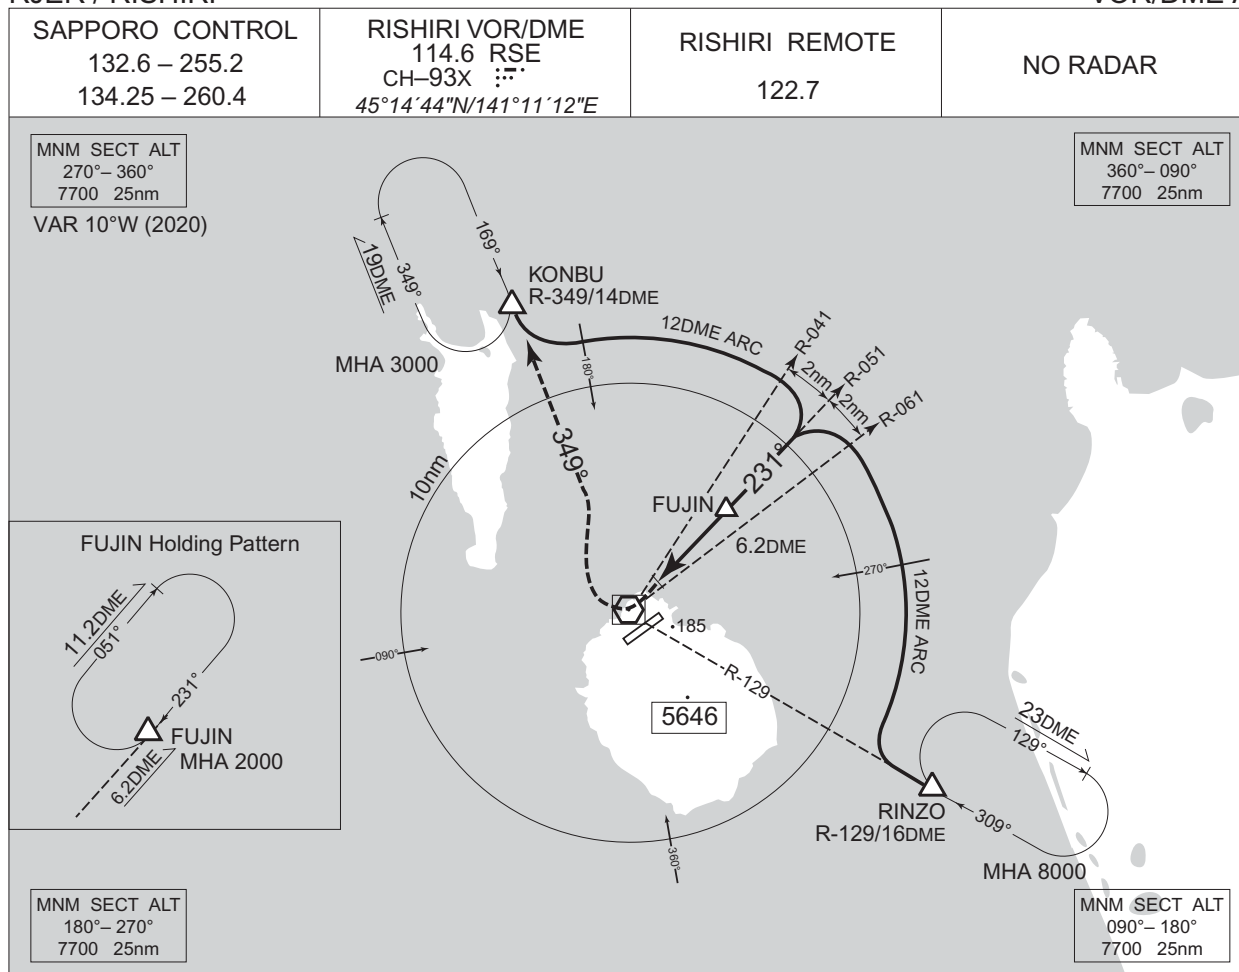 RJER / RISHIRI
VOR/DME A
SAPPORO CONTROL
132.6 – 255.2
134.25 – 260.4
RISHIRI VOR/DME
114.6 RSE
CH–93X
45°14´44"N/141°11´12"E
RISHIRI REMOTE
122.7
NO RADAR
MNM SECT ALT
270°– 360°
7700 25nm
VAR 10°W (2020)
MNM SECT ALT
360°– 090°
7700 25nm
169°
349°
19DME
KONBU
R-349/14DME
MHA 3000
12DME ARC
180°
R-041
2nm
R-051
2nm
R-061
349°
10nm
231°
FUJIN
6.2DME
270°
12DME ARC
FUJIN Holding Pattern
11.2DME
051°
231°
FUJIN
MHA 2000
6.2DME
090°
185
R-129
5646
23DME
129°
RINZO
R-129/16DME
309°
MHA 8000
360°
MNM SECT ALT
180°– 270°
7700 25nm
MNM SECT ALT
090°– 180°
7700 25nm